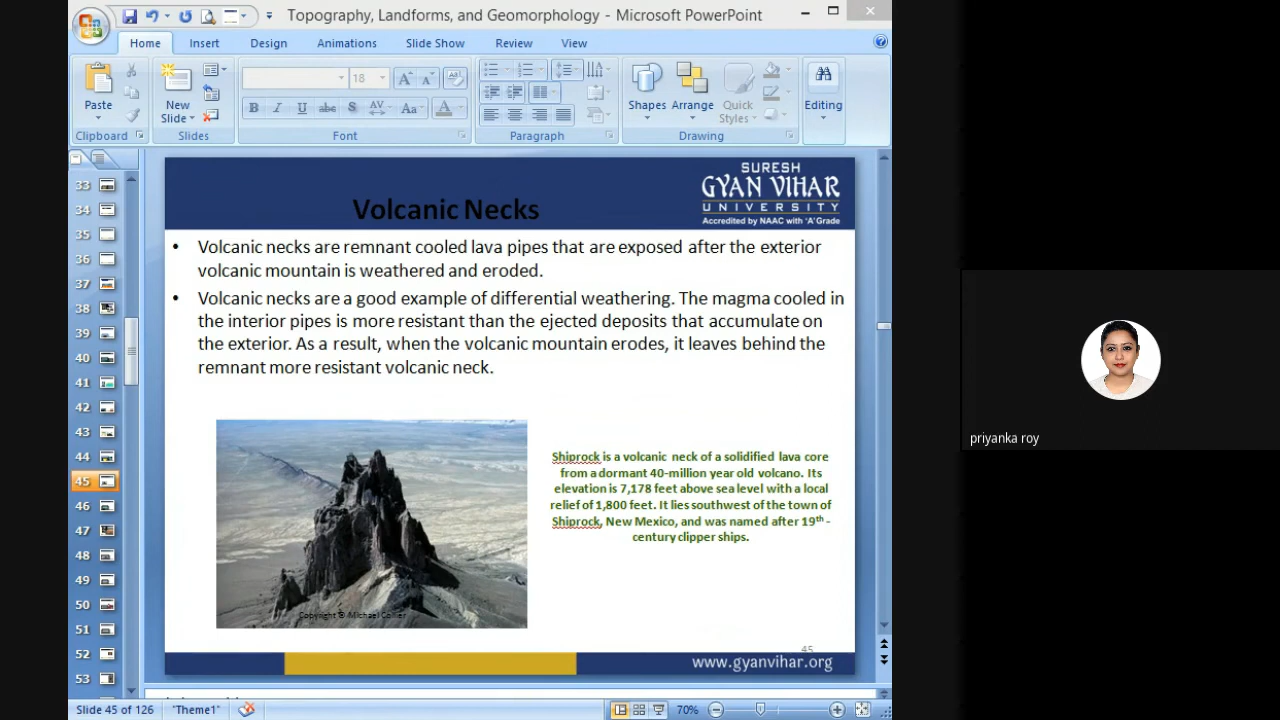 Topography, Landforms, and Geomorphology - Microsoft PowerPoint
Home Insert Design Animations Slide Show Review View
18
Paste
New
Slide
B I U abc S AV Aa A
Shapes Arrange Quick
Styles
Editing
Clipboard Slides Font Paragraph Drawing
33
34
35
36
37
38
39
40
41
42
43
44
45
46
47
48
49
50
51
52
53
SURESH
GYAN VIHAR
UNIVERSITY
Accredited by NAAC with 'A' Grade
Volcanic Necks
• Volcanic necks are remnant cooled lava pipes that are exposed after the exterior
volcanic mountain is weathered and eroded.
• Volcanic necks are a good example of differential weathering. The magma cooled in
the interior pipes is more resistant than the ejected deposits that accumulate on
the exterior. As a result, whn the volcanic mountain erodes, it leaves behind the
remnant more resistant volcanic neck.
Shiprock is a volcanic neck of a solidified lava core
from a dormant 40-million year old volcano. Its
elevation is 7,178 feet above sea level with a local
relief of 1,800 feet. It lies southwest of the town of
Shiprock, New Mexico, and was named after 19th -
century clipper ships.
Copyright © Michael Collier
45
www.gyanvihar.org
Slide 45 of 126 "Theme1" 70%
priyanka roy